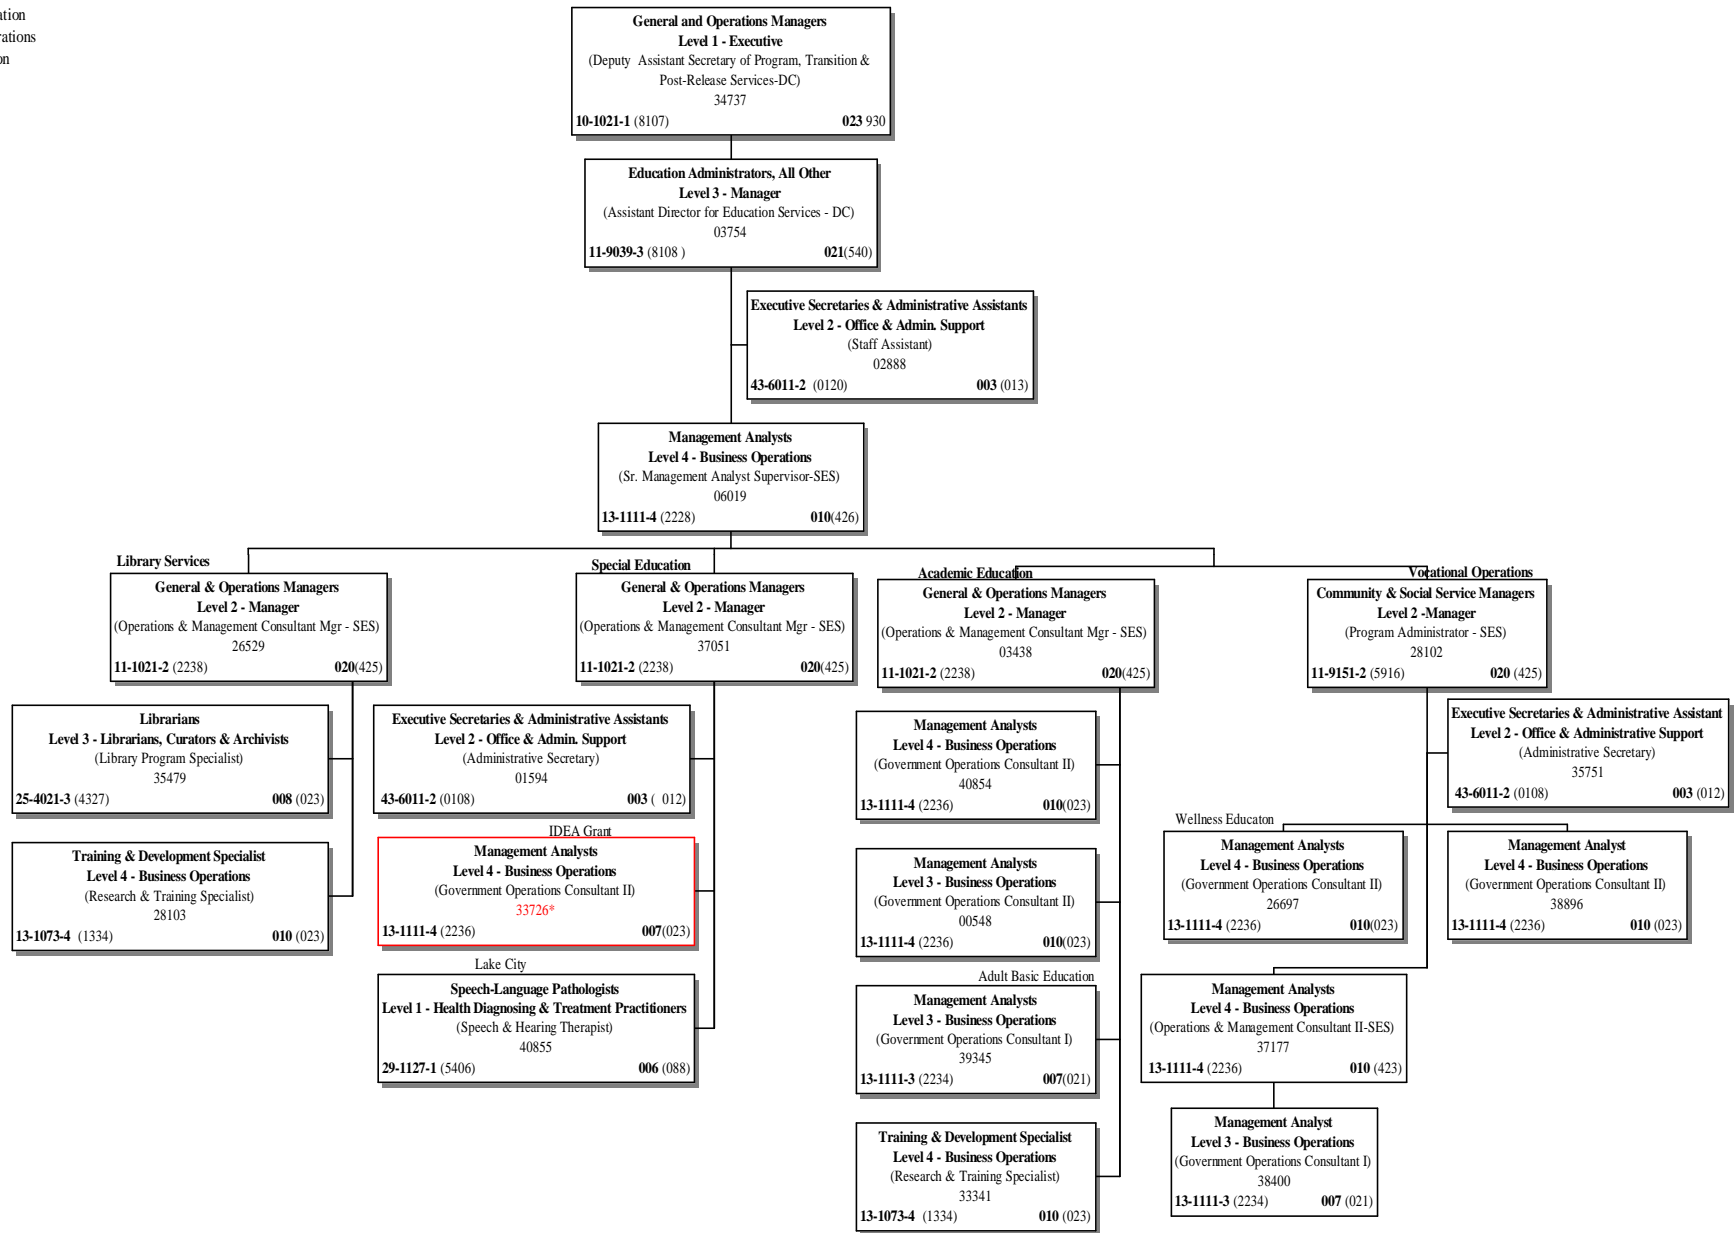 ation
rations
on
General and Operations Managers
Level 1 - Executive
(Deputy Assistant Secretary of Program, Transition &
Post-Release Services-DC)
34737
10-1021-1 (8107) 023 930
Education Administrators, All Other
Level 3 - Manager
(Assistant Director for Education Services - DC)
03754
11-9039-3 (8108 ) 021(540)
Executive Secretaries & Administrative Assistants
Level 2 - Office & Admin. Support
(Staff Assistant)
02888
43-6011-2 (0120) 003 (013)
Management Analysts
Level 4 - Business Operations
(Sr. Management Analyst Supervisor-SES)
06019
13-1111-4 (2228) 010(426)
Library Services
General & Operations Managers
Level 2 - Manager
(Operations & Management Consultant Mgr - SES)
26529
11-1021-2 (2238) 020(425)
Librarians
Level 3 - Librarians, Curators & Archivists
(Library Program Specialist)
35479
25-4021-3 (4327) 008 (023)
Training & Development Specialist
Level 4 - Business Operations
(Research & Training Specialist)
28103
13-1073-4 (1334) 010 (023)
Special Education
General & Operations Managers
Level 2 - Manager
(Operations & Management Consultant Mgr - SES)
37051
11-1021-2 (2238) 020(425)
Executive Secretaries & Administrative Assistants
Level 2 - Office & Admin. Support
(Administrative Secretary)
01594
43-6011-2 (0108) 003 ( 012)
IDEA Grant
Management Analysts
Level 4 - Business Operations
(Government Operations Consultant II)
33726*
13-1111-4 (2236) 007(023)
Lake City
Speech-Language Pathologists
Level 1 - Health Diagnosing & Treatment Practitioners
(Speech & Hearing Therapist)
40855
29-1127-1 (5406) 006 (088)
Academic Education
General & Operations Managers
Level 2 - Manager
(Operations & Management Consultant Mgr - SES)
03438
11-1021-2 (2238) 020(425)
Management Analysts
Level 4 - Business Operations
(Government Operations Consultant II)
40854
13-1111-4 (2236) 010(023)
Management Analysts
Level 3 - Business Operations
(Government Operations Consultant II)
00548
13-1111-4 (2236) 010(023)
Adult Basic Education
Management Analysts
Level 3 - Business Operations
(Government Operations Consultant I)
39345
13-1111-3 (2234) 007(021)
Training & Development Specialist
Level 4 - Business Operations
(Research & Training Specialist)
33341
13-1073-4 (1334) 010 (023)
Vocational Operations
Community & Social Service Managers
Level 2 -Manager
(Program Administrator - SES)
28102
11-9151-2 (5916) 020 (425)
Executive Secretaries & Administrative Assistant
Level 2 - Office & Administrative Support
(Administrative Secretary)
35751
43-6011-2 (0108) 003 (012)
Wellness Educaton
Management Analysts
Level 4 - Business Operations
(Government Operations Consultant II)
26697
13-1111-4 (2236) 010(023)
Management Analyst
Level 4 - Business Operations
(Government Operations Consultant II)
38896
13-1111-4 (2236) 010 (023)
Management Analysts
Level 4 - Business Operations
(Operations & Management Consultant II-SES)
37177
13-1111-4 (2236) 010 (423)
Management Analyst
Level 3 - Business Operations
(Government Operations Consultant I)
38400
13-1111-3 (2234) 007 (021)